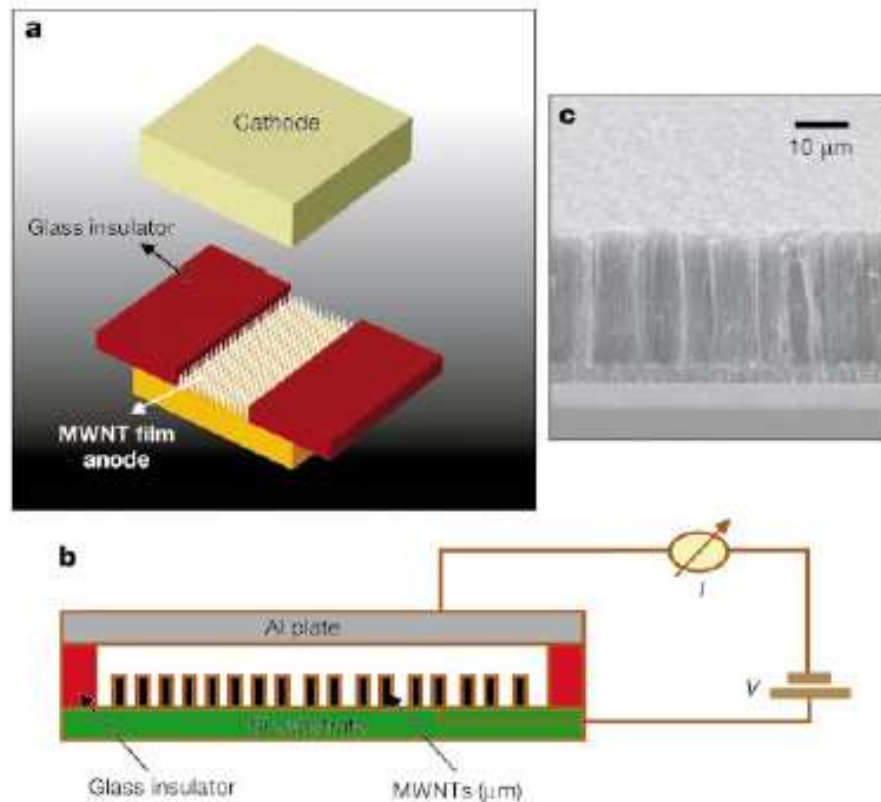 a
Cathode
Glass insulator
MWNT film
anode
c
10 μm
b
I
Al plate
V
Glass insulator
MWNTs (μm)